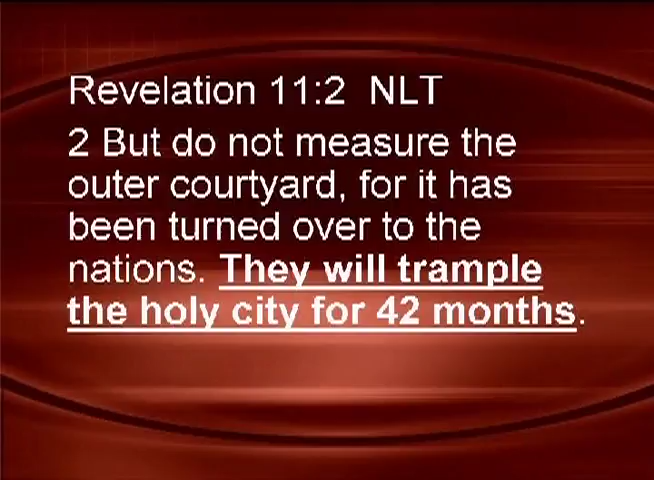 Revelation 11:2 NLT
2 But do not measure the
outer courtyard, for it has
been turned over to the
nations. They will trample
the holy city for 42 months.